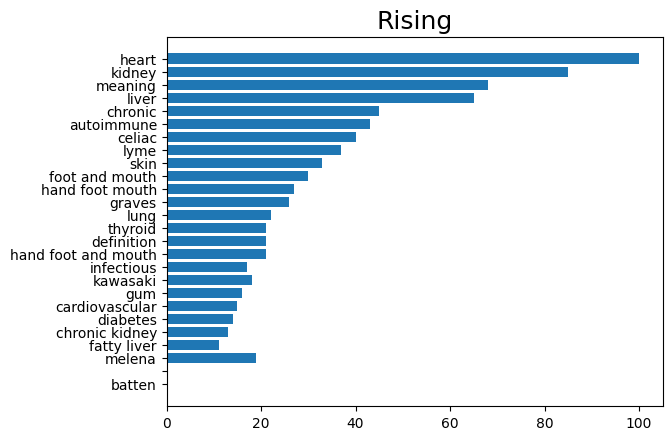 Rising
heart
kidney
meaning
liver
chronic
autoimmune
celiac
lyme
skin
foot and mouth
hand foot mouth
graves
lung
thyroid
definition
hand foot and mouth
infectious
kawasaki
gum
cardiovascular
diabetes
chronic kidney
fatty liver
melena
batten
0 20 40 60 80 100